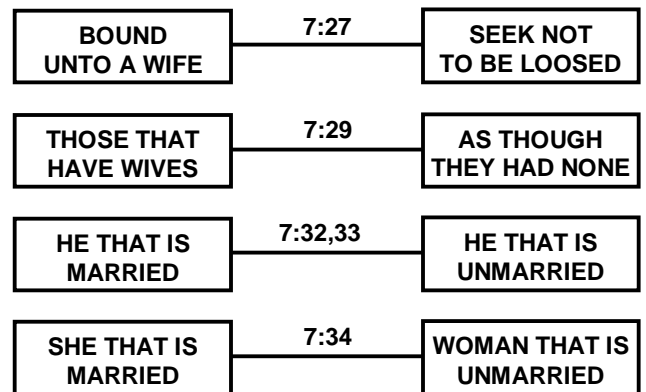 BOUND
UNTO A WIFE
7:27
SEEK NOT
TO BE LOOSED
THOSE THAT
HAVE WIVES
7:29
AS THOUGH
THEY HAD NONE
HE THAT IS
MARRIED
7:32,33
HE THAT IS
UNMARRIED
SHE THAT IS
MARRIED
7:34
WOMAN THAT IS
UNMARRIED